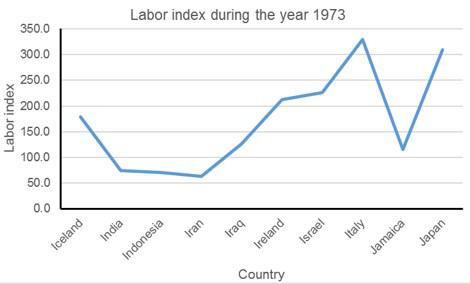 Labor index during the year 1973
350.0
300.0
250.0
200.0
150.0
100.0
50.0
0.0
Labor index
Iceland
India
Indonesia
Iran
Iraq
Ireland
Israel
Italy
Jamaica
Japan
Country